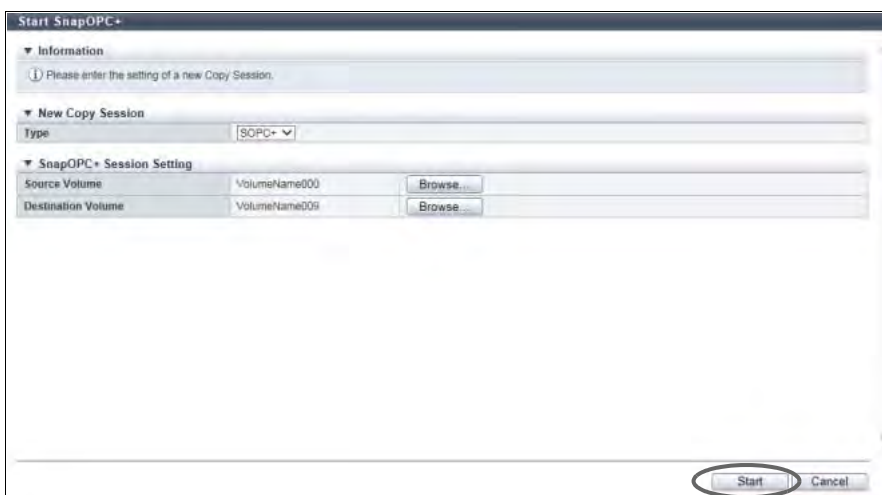 Start SnapOPC+
▼ Information
ⓘ Please enter the setting of a new Copy Session.
▼ New Copy Session
Type SOPC+
▼ SnapOPC+ Session Setting
Source Volume VolumeName000 Browse...
Destination Volume VolumeName009 Browse...
Start Cancel